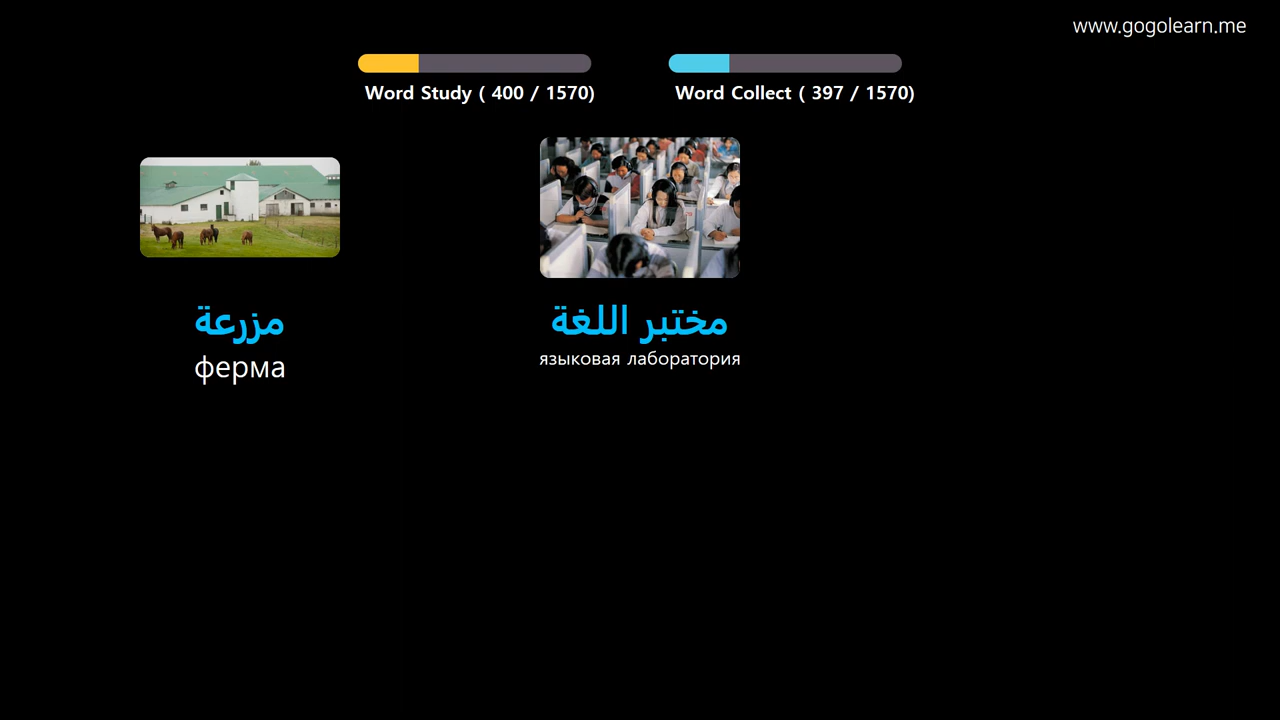 www.gogolearn.me
Word Study ( 400 / 1570)
Word Collect ( 397 / 1570)
مزرعة
ферма
مختبر اللغة
языковая лаборатория